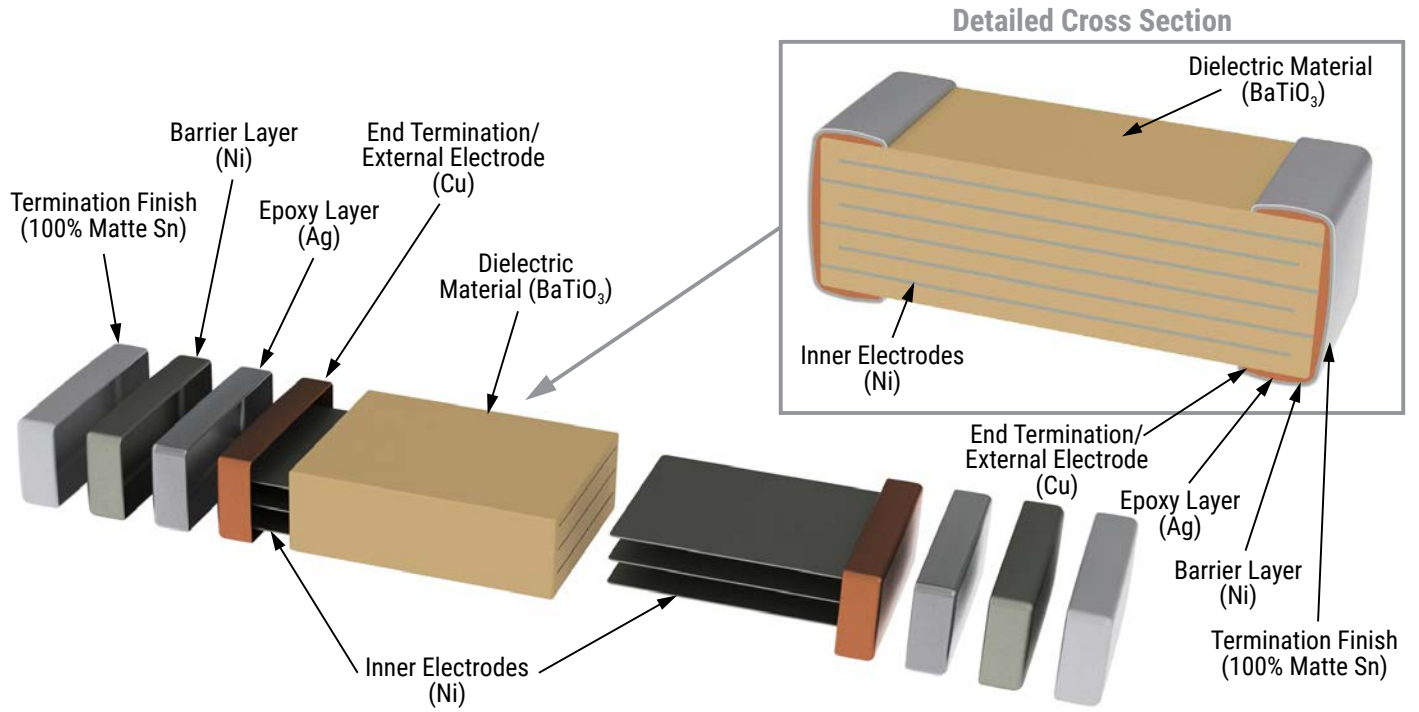 Detailed Cross Section
Dielectric Material
(BaTiO₃)
Barrier Layer
(Ni)
End Termination/
External Electrode
(Cu)
Termination Finish
(100% Matte Sn)
Epoxy Layer
(Ag)
Dielectric
Material (BaTiO₃)
Inner Electrodes
(Ni)
End Termination/
External Electrode
(Cu)
Epoxy Layer
(Ag)
Barrier Layer
(Ni)
Termination Finish
(100% Matte Sn)
Inner Electrodes
(Ni)